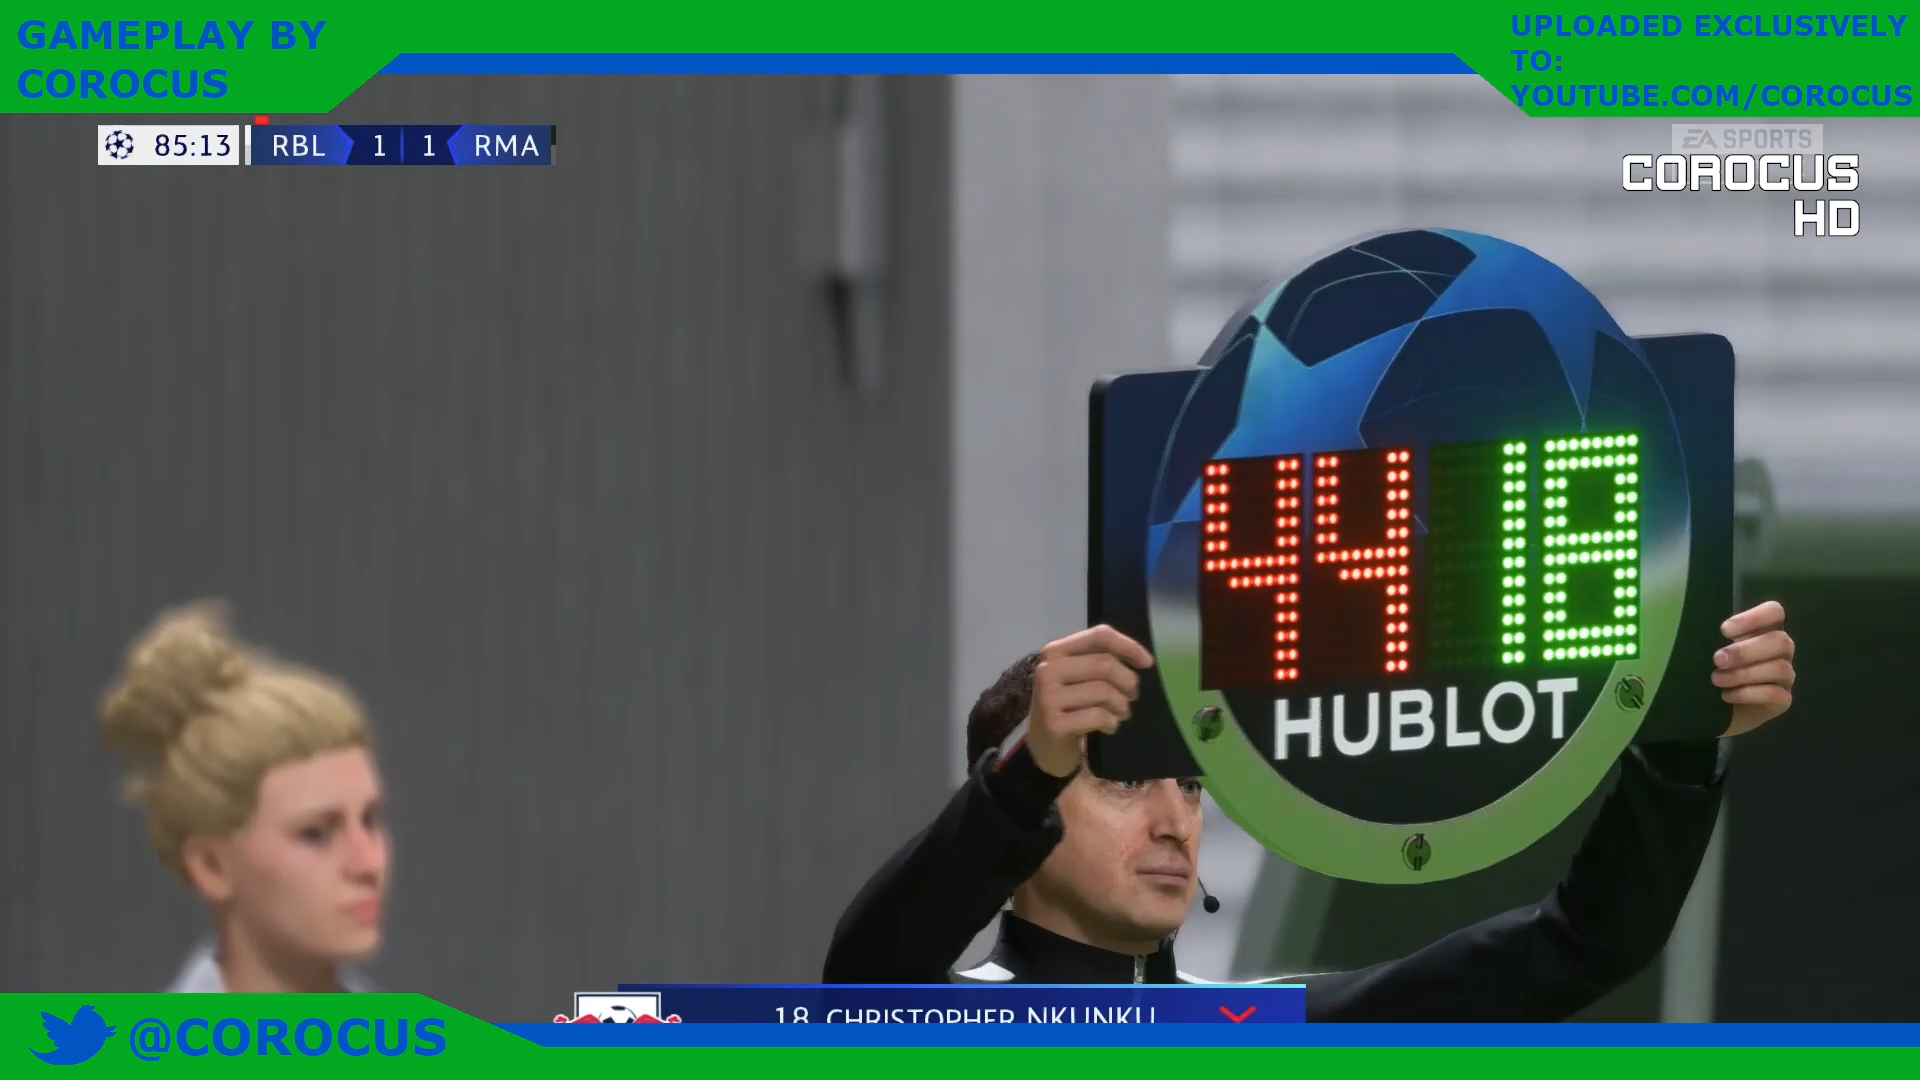 GAMEPLAY BY
COROCUS
UPLOADED EXCLUSIVELY
TO:
YOUTUBE.COM/COROCUS
85:13 RBL 1 1 RMA
EA SPORTS
COROCUS
HD
44 18
HUBLOT
18 CHRISTOPHER NKUNKU
@COROCUS